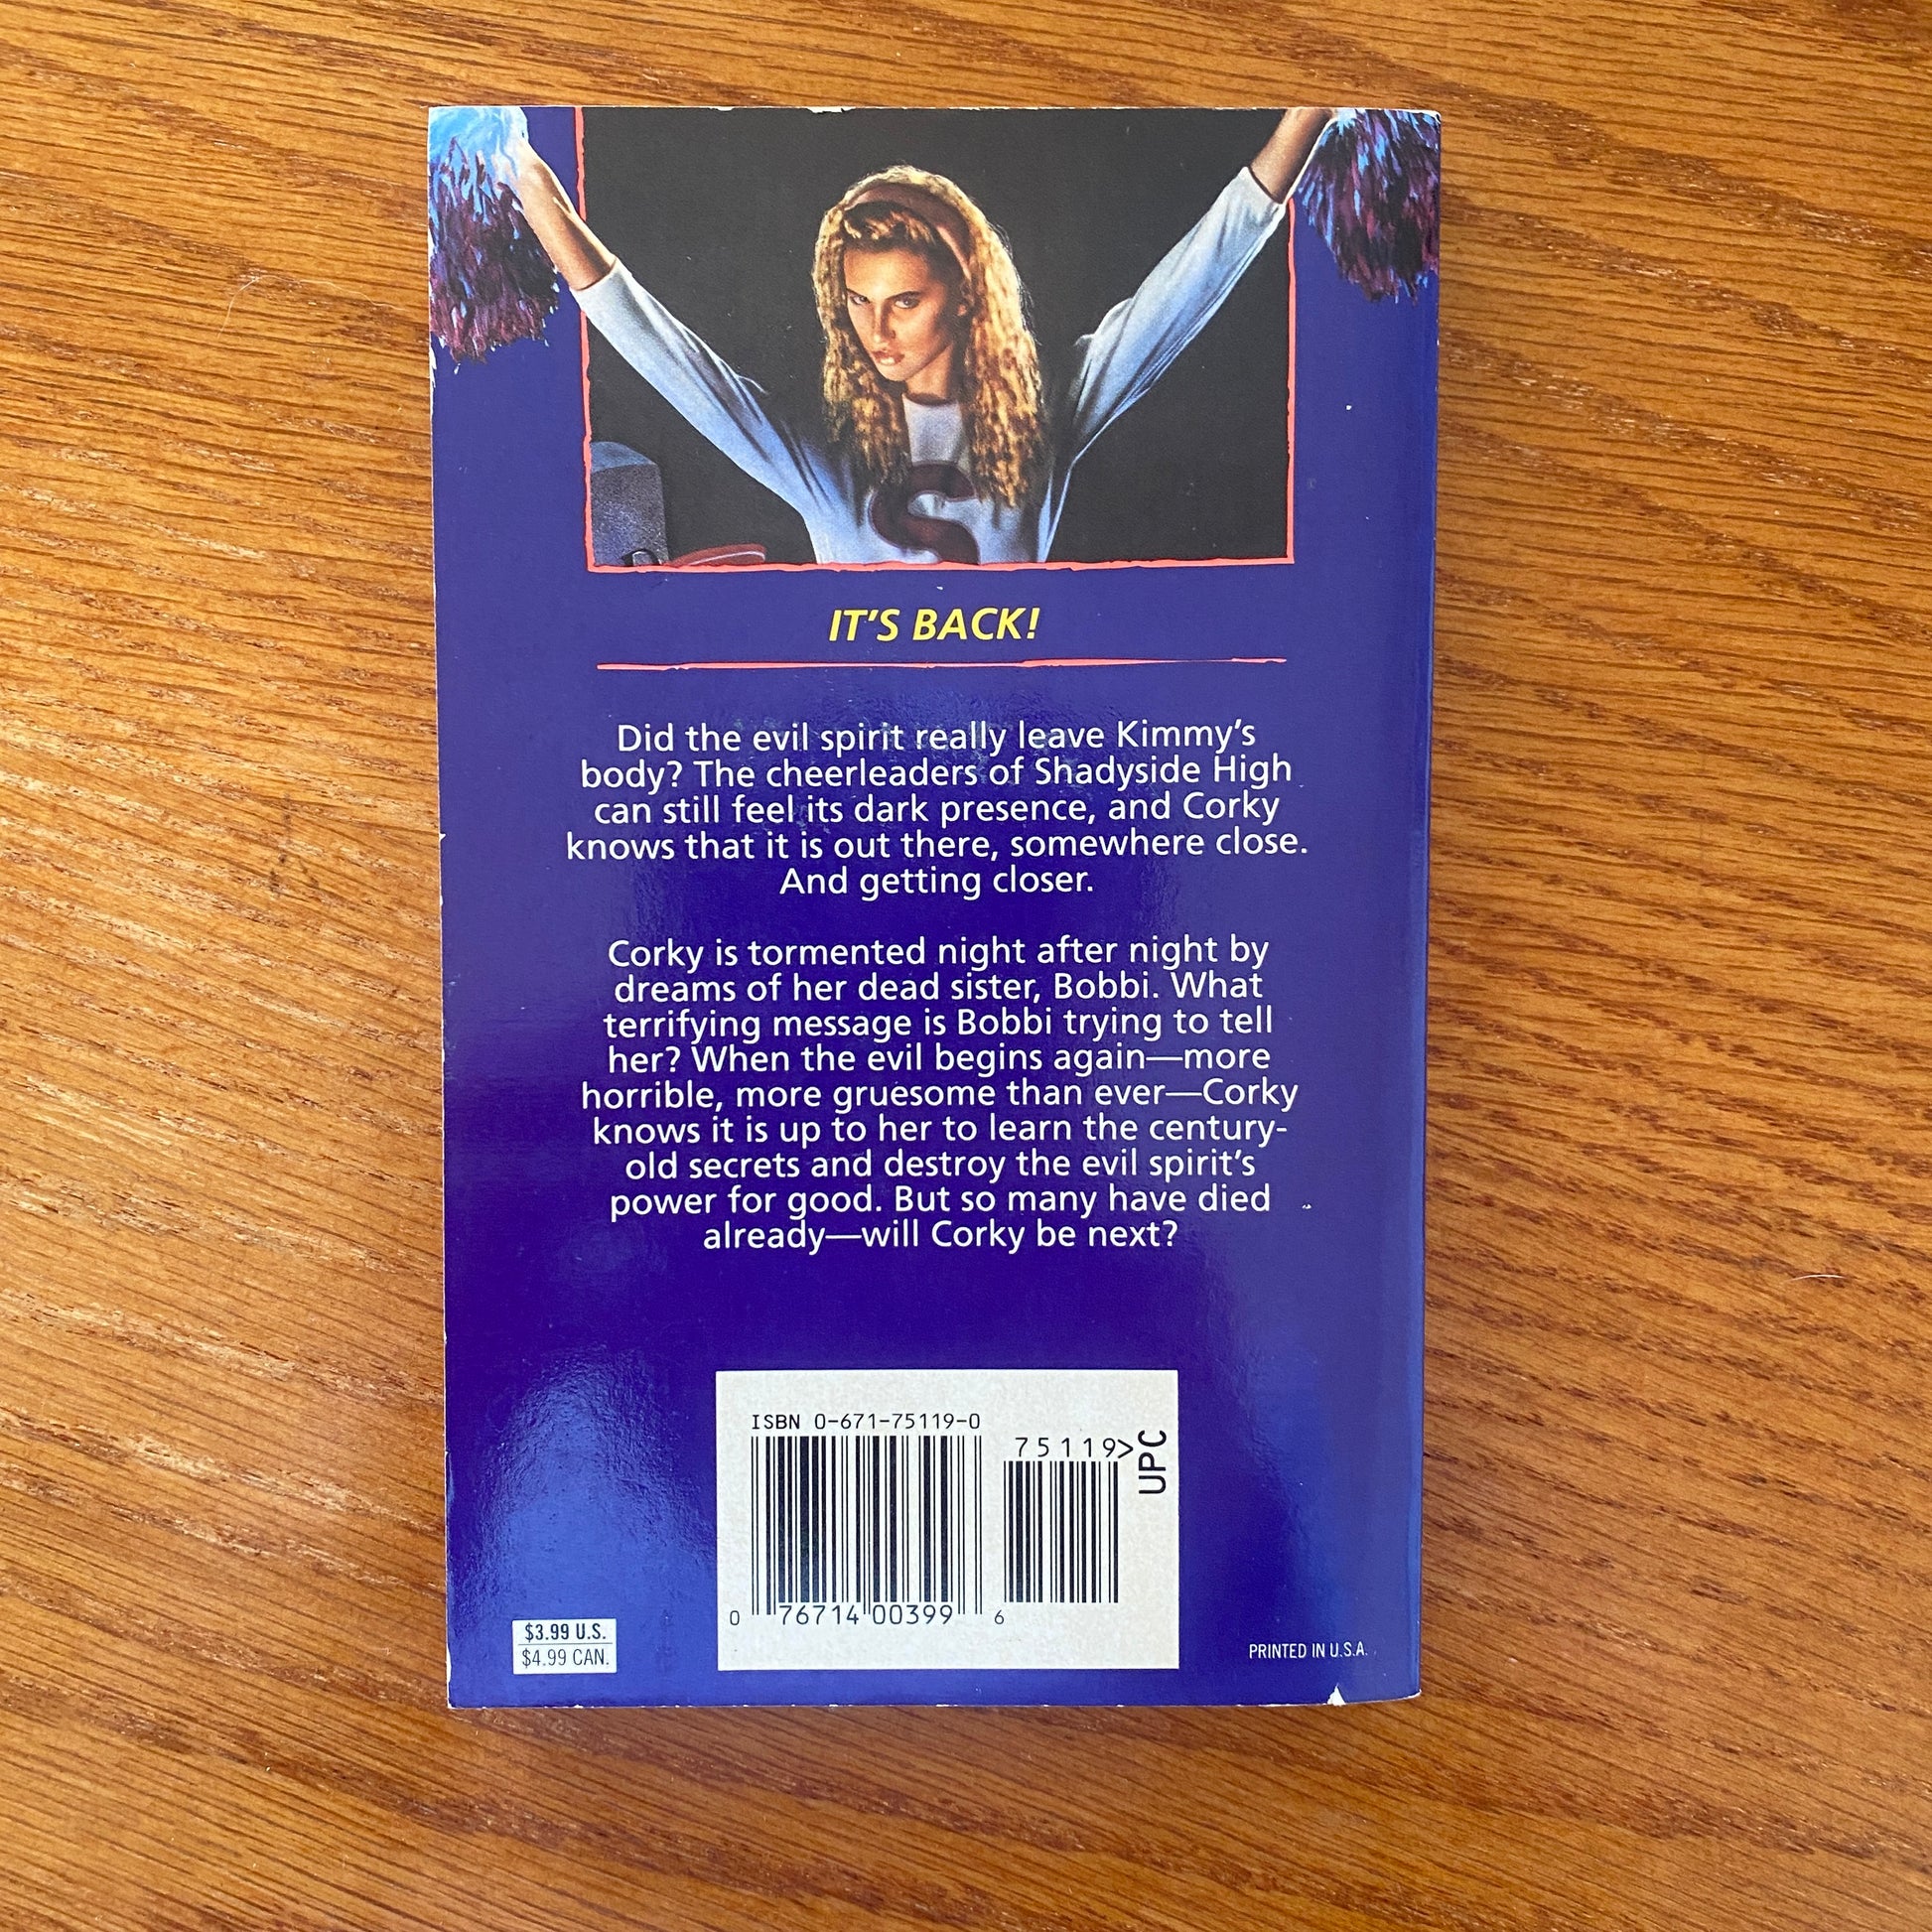 S
IT'S BACK!
Did the evil spirit really leave Kimmy's
body? The cheerleaders of Shadyside High
can still feel its dark presence, and Corky
knows that it is out there, somewhere close.
And getting closer.
Corky is tormented night after night by
dreams of her dead sister, Bobbi. What
terrifying message is Bobbi trying to tell
her? When the evil begins again—more
horrible, more gruesome than ever—Corky
knows it is up to her to learn the century-
old secrets and destroy the evil spirit's
power for good. But so many have died
already—will Corky be next?
ISBN 0-671-75119-0
75119>
UPC
0 76714 00399 6
$3.99 U.S.
$4.99 CAN.
PRINTED IN U.S.A.